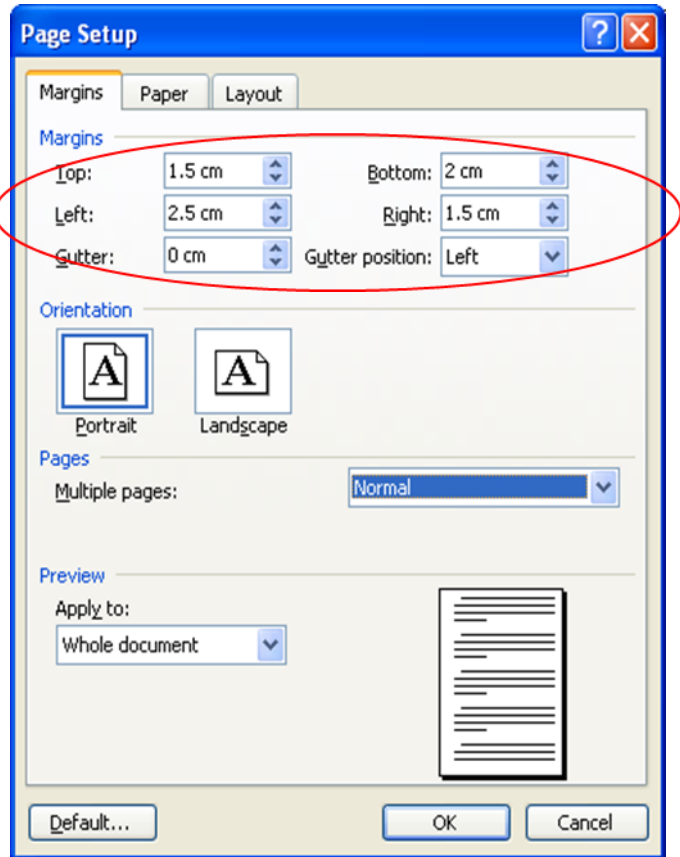 Page Setup
Margins Paper Layout
Margins
Top: 1.5 cm Bottom: 2 cm
Left: 2.5 cm Right: 1.5 cm
Gutter: 0 cm Gutter position: Left
Orientation
A A
Portrait Landscape
Pages
Multiple pages: Normal
Preview
Apply to:
Whole document
Default... OK Cancel